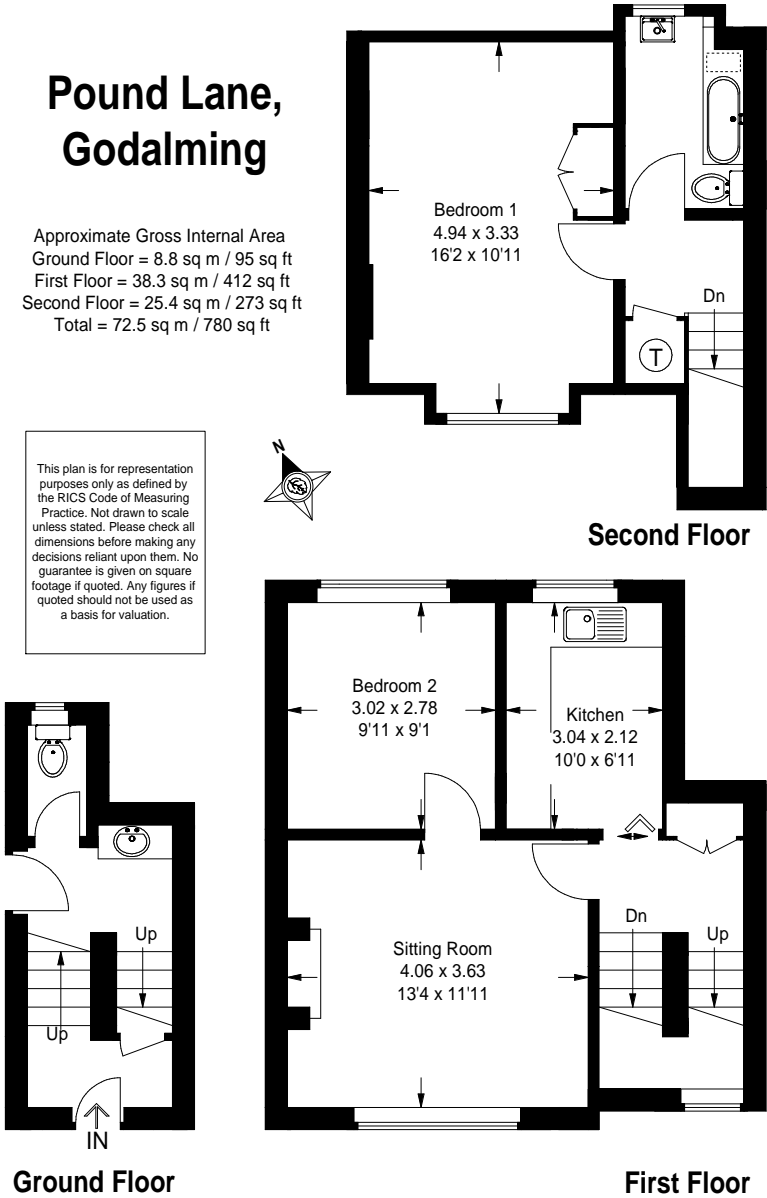 Pound Lane,
Godalming
Approximate Gross Internal Area
Ground Floor = 8.8 sq m / 95 sq ft
First Floor = 38.3 sq m / 412 sq ft
Second Floor = 25.4 sq m / 273 sq ft
Total = 72.5 sq m / 780 sq ft
Bedroom 1
4.94 x 3.33
16'2 x 10'11
Dn
T
Second Floor
This plan is for representation
purposes only as defined by
the RICS Code of Measuring
Practice. Not drawn to scale
unless stated. Please check all
dimensions before making any
decisions reliant upon them. No
guarantee is given on square
footage if quoted. Any figures if
quoted should not be used as
a basis for valuation.
N
Bedroom 2
3.02 x 2.78
9'11 x 9'1
Kitchen
3.04 x 2.12
10'0 x 6'11
Sitting Room
4.06 x 3.63
13'4 x 11'11
Dn
Up
First Floor
Up
Up
IN
Ground Floor